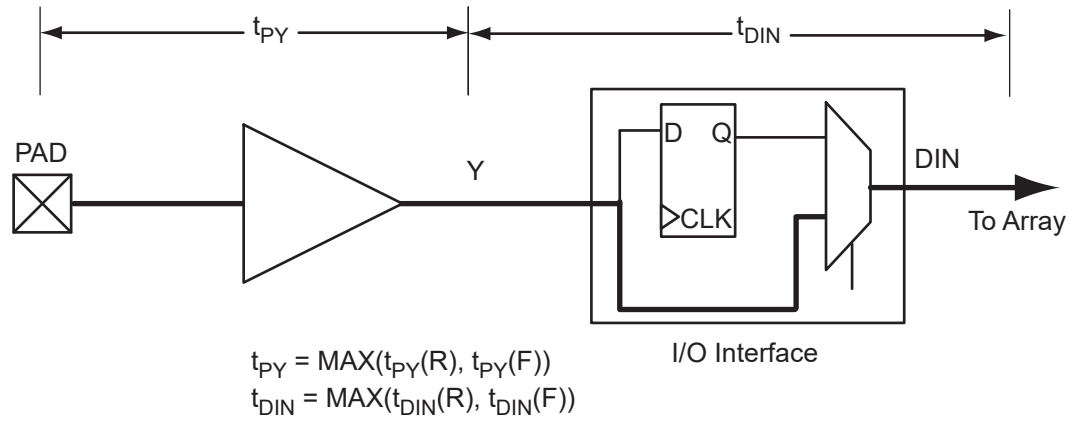 tPY
tDIN
PAD
Y
D Q
CLK
DIN
To Array
I/O Interface
tPY = MAX(tPY(R), tPY(F))
tDIN = MAX(tDIN(R), tDIN(F))